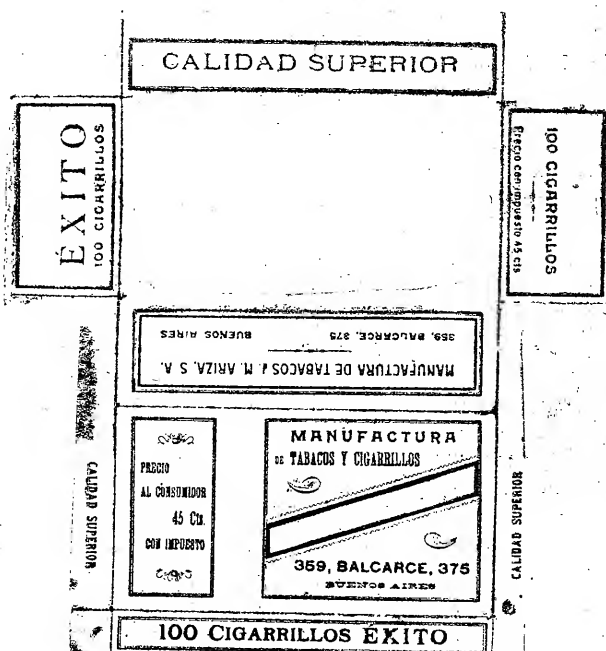 CALIDAD SUPERIOR
ÉXITO
100 CIGARRILLOS
100 CIGARRILLOS
Precio con impuesto 45 cts
MANUFACTURA DE TABACOS J. M. ARIZA, S. A.
359, BALCARCE, 375 BUENOS AIRES
CALIDAD SUPERIOR
PRECIO
AL CONSUMIDOR
45 Cts.
CON IMPUESTO
MANUFACTURA
DE TABACOS Y CIGARRILLOS
359, BALCARCE, 375
BUENOS AIRES
CALIDAD SUPERIOR
100 CIGARRILLOS ÉXITO